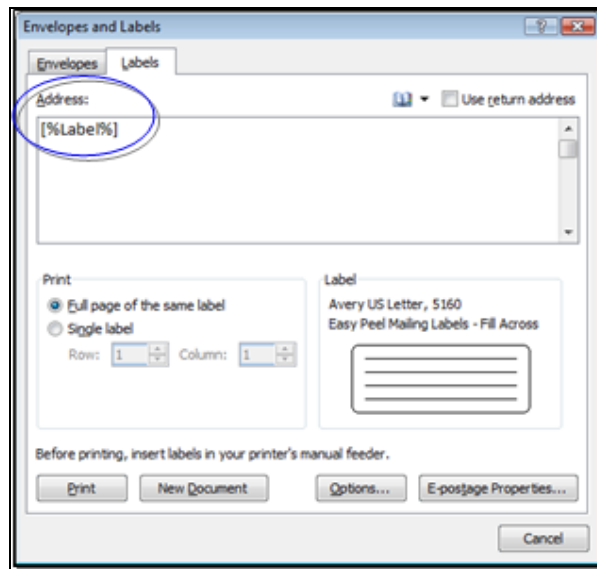 Envelopes and Labels
Envelopes Labels
Address: Use return address
[%Label%]
Print
Full page of the same label
Single label
Row: 1 Column: 1
Label
Avery US Letter, 5160
Easy Peel Mailing Labels - Fill Across
Before printing, insert labels in your printer's manual feeder.
Print New Document Options... E-postage Properties...
Cancel